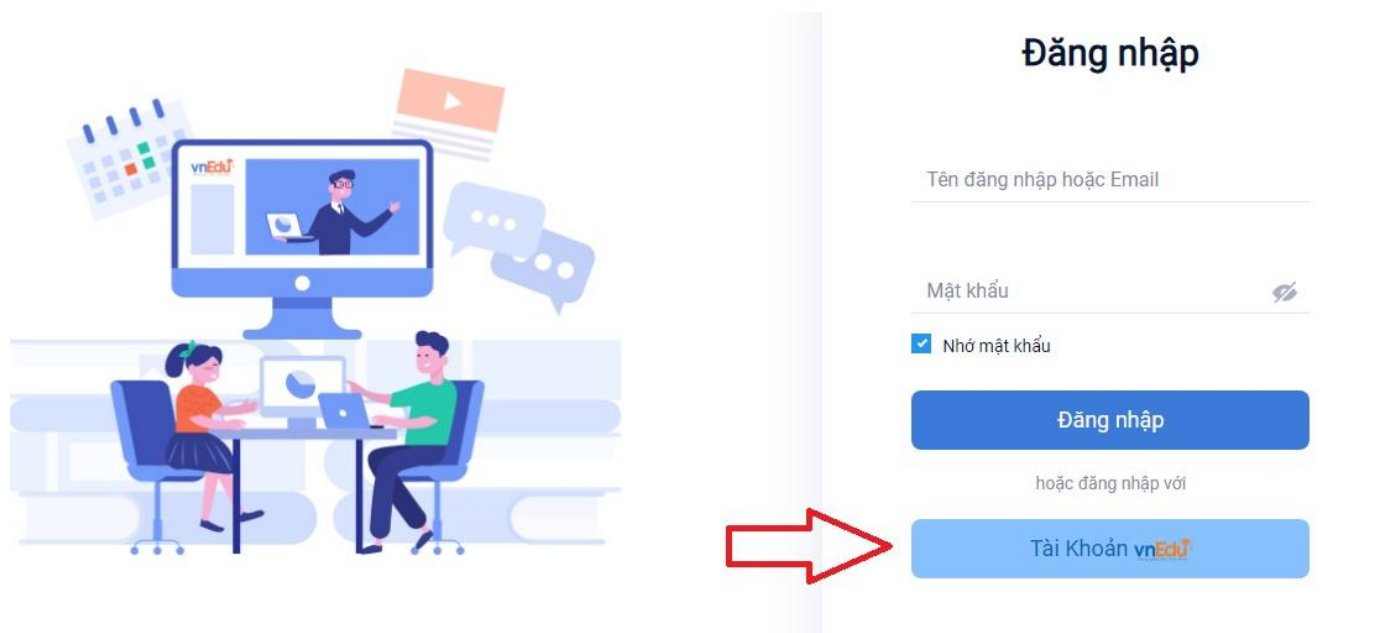 vnEdu
Đăng nhập
Tên đăng nhập hoặc Email
Mật khẩu
Nhớ mật khẩu
Đăng nhập
hoặc đăng nhập với
Tài Khoản vnEdu